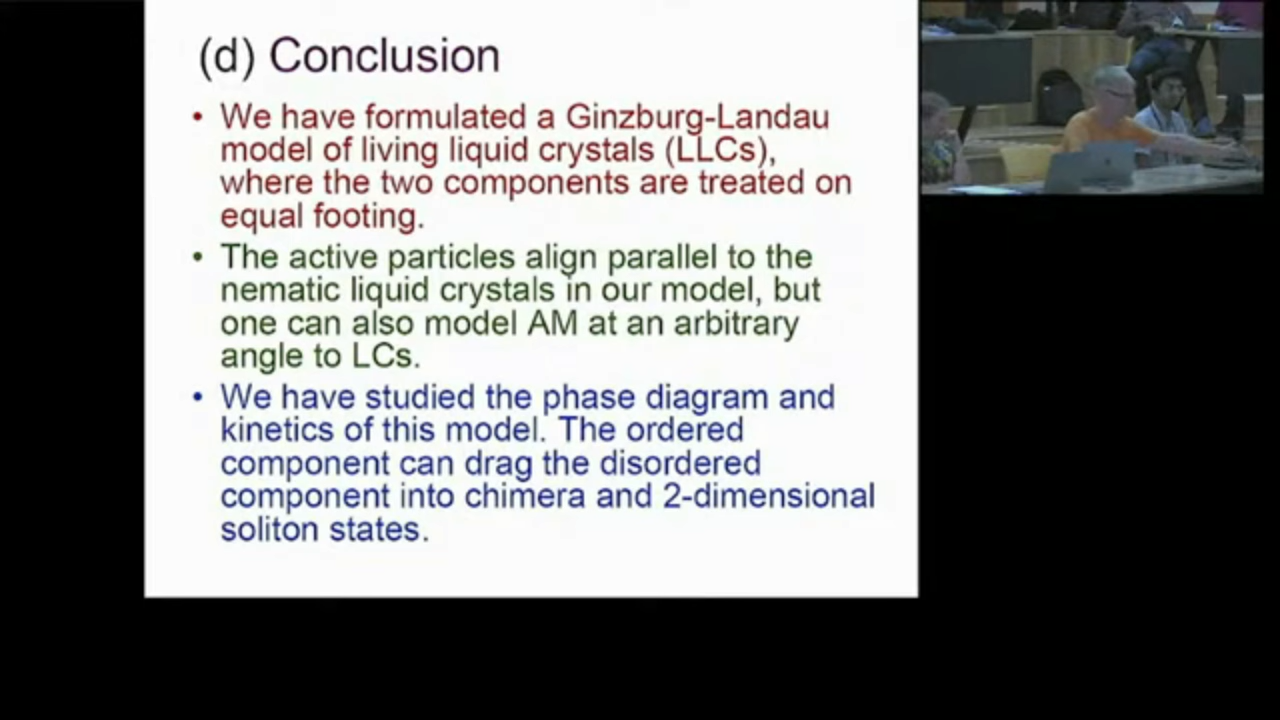 (d) Conclusion
• We have formulated a Ginzburg-Landau
model of living liquid crystals (LLCs),
where the two components are treated on
equal footing.
• The active particles align parallel to the
nematic liquid crystals in our model, but
one can also model AM at an arbitrary
angle to LCs.
• We have studied the phase diagram and
kinetics of this model. The ordered
component can drag the disordered
component into chimera and 2-dimensional
soliton states.